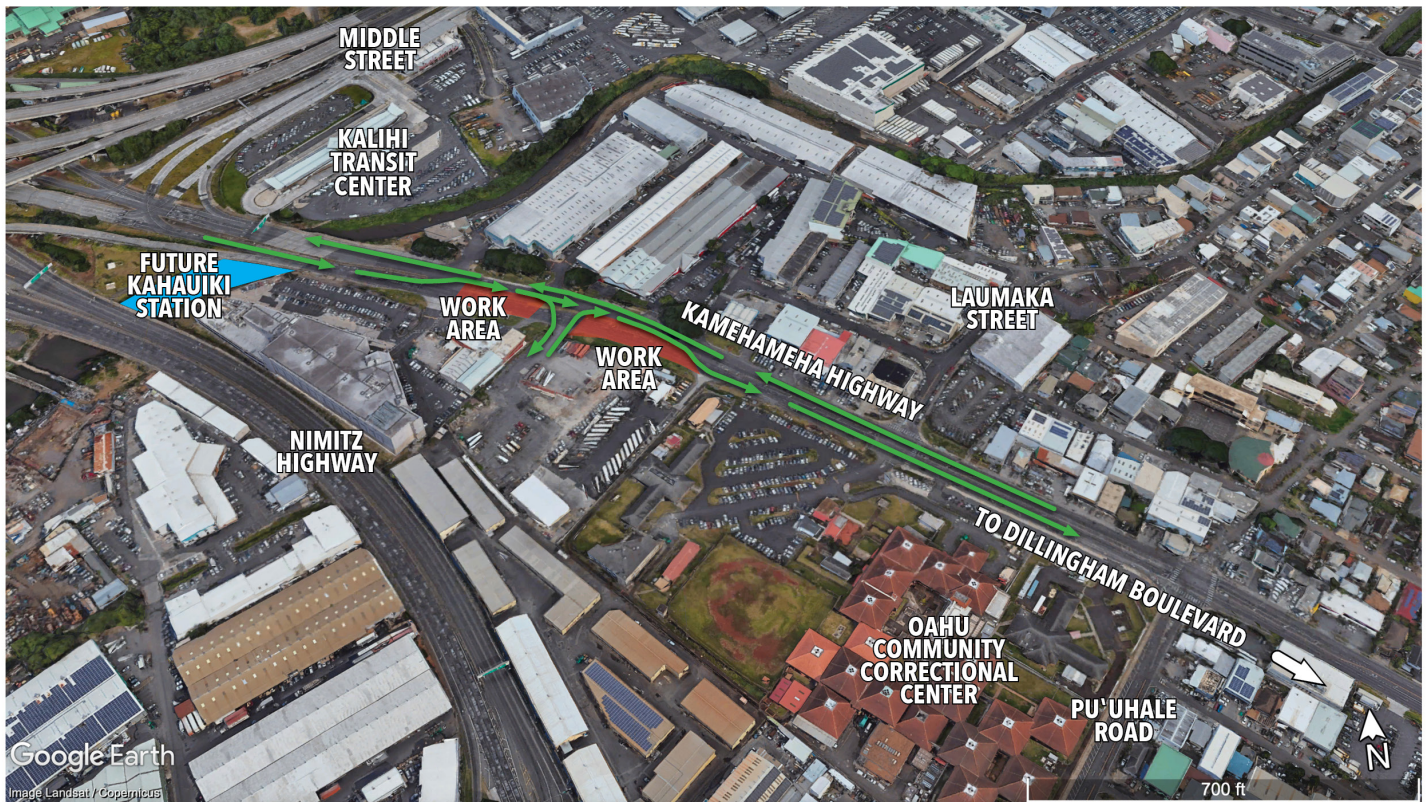 MIDDLE
STREET
KALIHI
TRANSIT
CENTER
FUTURE
KAHAUIKI
STATION
WORK
AREA
WORK
AREA
KAMEHAMEHA HIGHWAY
LAUMAKA
STREET
NIMITZ
HIGHWAY
TO DILLINGHAM BOULEVARD
OAHU
COMMUNITY
CORRECTIONAL
CENTER
PU‘UHALE
ROAD
N
Google Earth
Image Landsat / Copernicus
700 ft